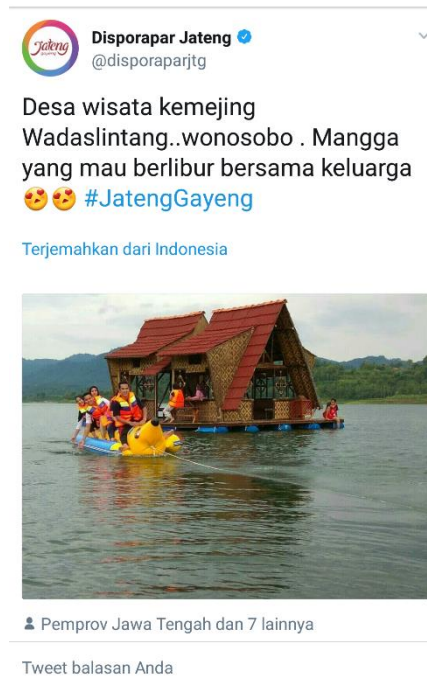 Jateng
Disporapar Jateng
@disporaparjtg
Desa wisata kemejing
Wadaslintang..wonosobo . Mangga
yang mau berlibur bersama keluarga
😍😍 #JatengGayeng
Terjemahkan dari Indonesia
Pemprov Jawa Tengah dan 7 lainnya
Tweet balasan Anda